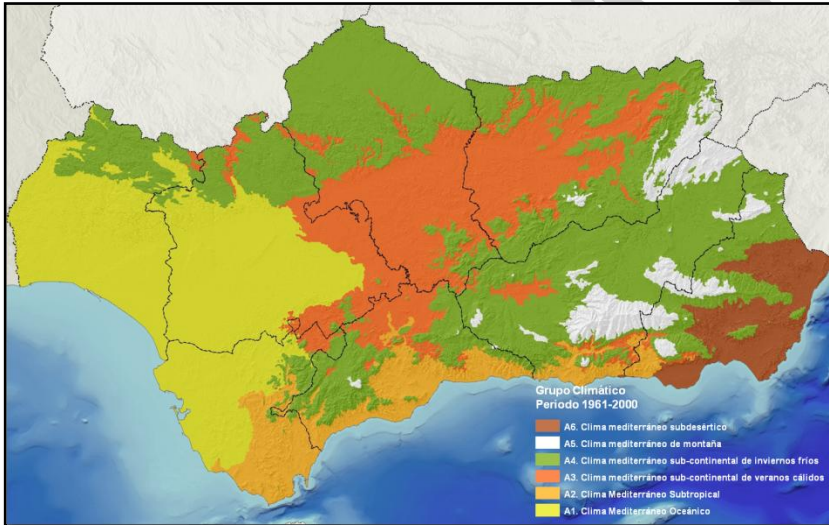 Grupo Climático
Periodo 1961-2000
A6. Clima mediterráneo subdesértico
A5. Clima mediterráneo de montaña
A4. Clima mediterráneo sub-continental de inviernos fríos
A3. Clima mediterráneo sub-continental de veranos cálidos
A2. Clima Mediterráneo Subtropical
A1. Clima Mediterráneo Oceánico